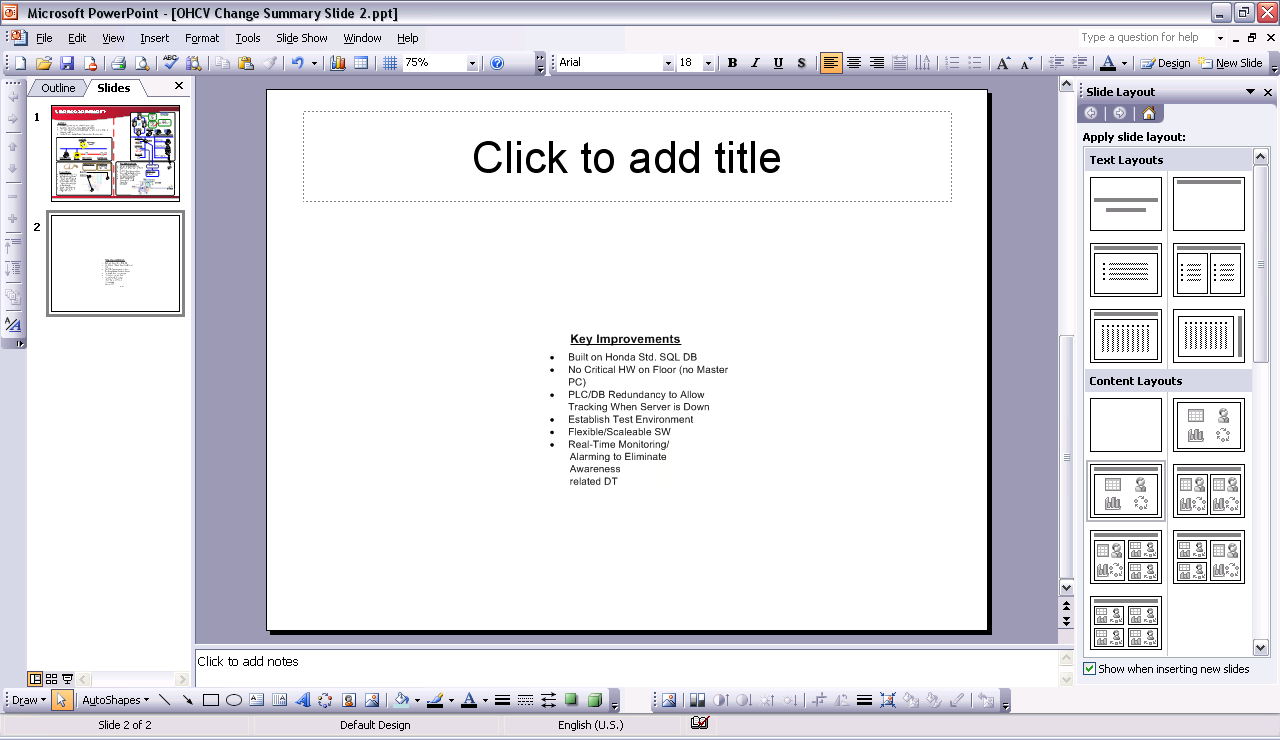 Microsoft PowerPoint - [OHCV Change Summary Slide 2.ppt]
File Edit View Insert Format Tools Slide Show Window Help
Type a question for help
75%
Arial
18
B I U S
A A A Design New Slide
Outline Slides
1
2
Click to add title
Key Improvements
• Built on Honda Std. SQL DB
• No Critical HW on Floor (no Master
PC)
• PLC/DB Redundancy to Allow
Tracking When Server is Down
• Establish Test Environment
• Flexible/Scaleable SW
• Real-Time Monitoring/
Alarming to Eliminate
Awareness
related DT
Click to add notes
Slide Layout
Apply slide layout:
Text Layouts
Content Layouts
Show when inserting new slides
Draw AutoShapes
Slide 2 of 2 Default Design English (U.S.)